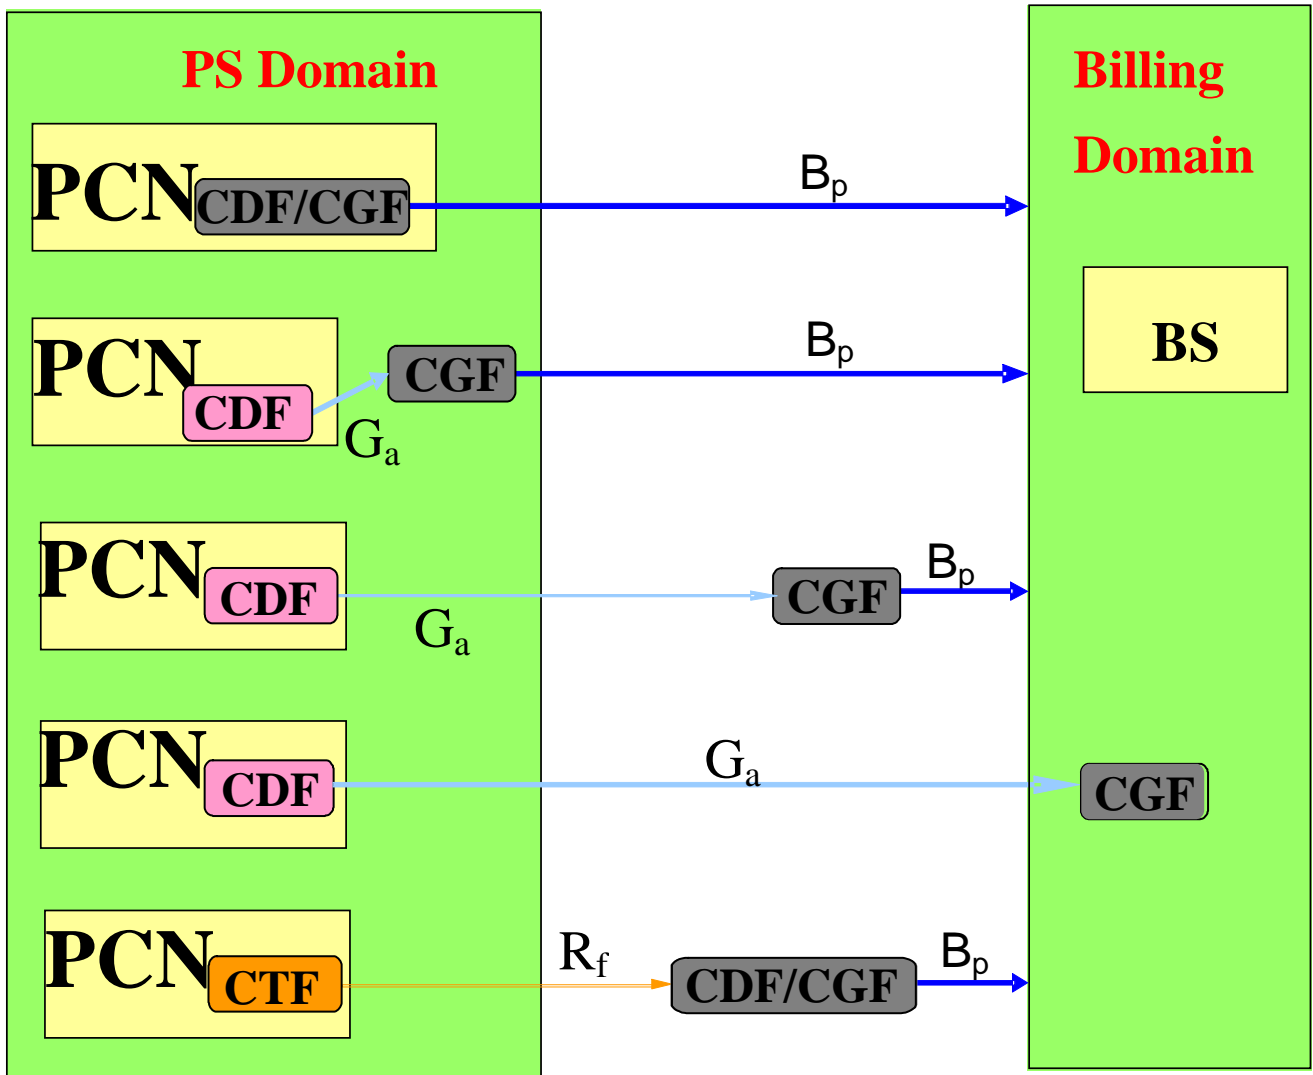 PS Domain
Billing
Domain
PCN
CDF/CGF
Bp
PCN
CDF
Ga
CGF
Bp
BS
PCN
CDF
Ga
CGF
Bp
PCN
CDF
Ga
CGF
PCN
CTF
Rf
CDF/CGF
Bp